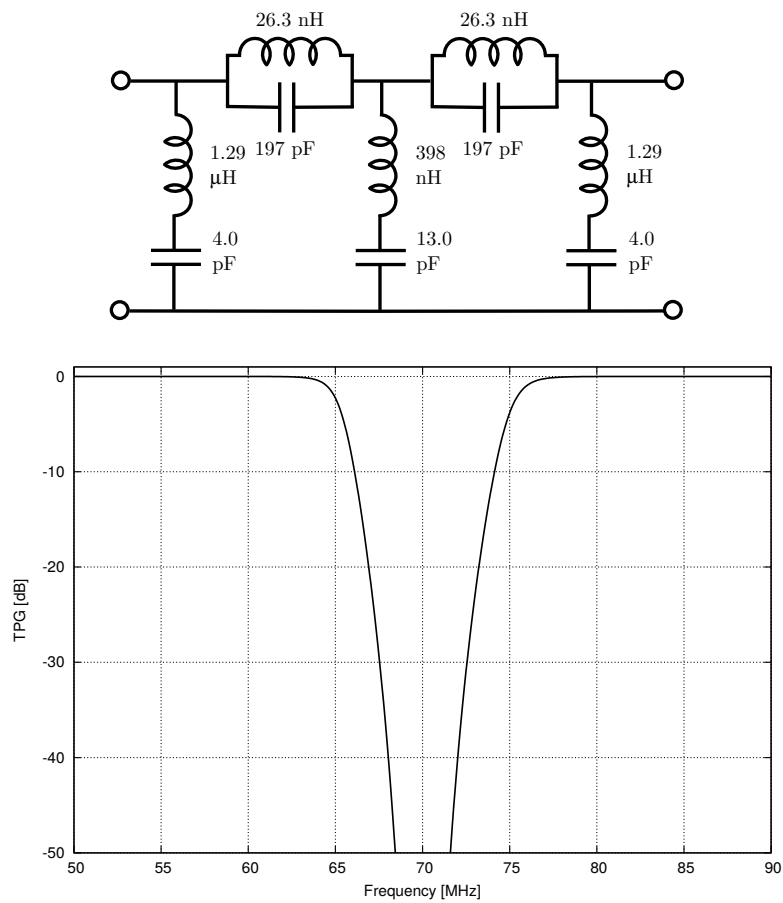 26.3 nH
26.3 nH
197 pF
197 pF
1.29
μH
398
nH
1.29
μH
4.0
pF
13.0
pF
4.0
pF
0
-10
-20
-30
-40
-50
TPG [dB]
50
55
60
65
70
75
80
85
90
Frequency [MHz]